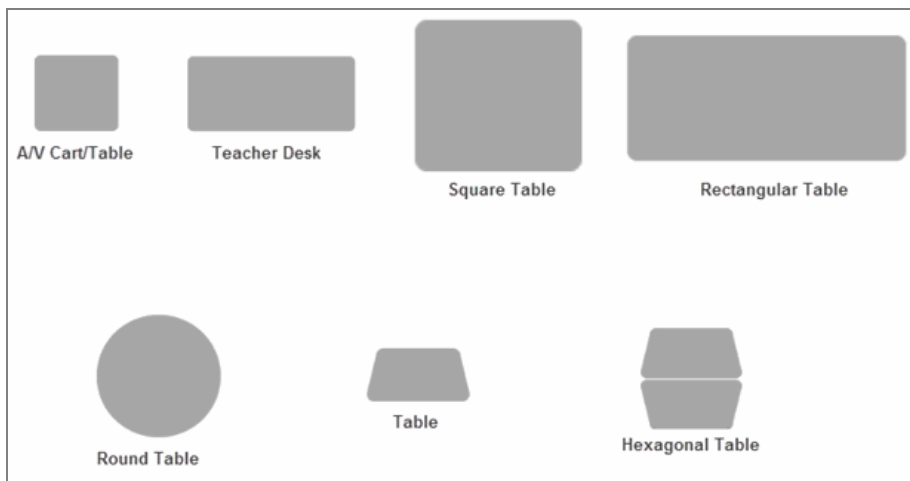 A/V Cart/Table
Teacher Desk
Square Table
Rectangular Table
Round Table
Table
Hexagonal Table